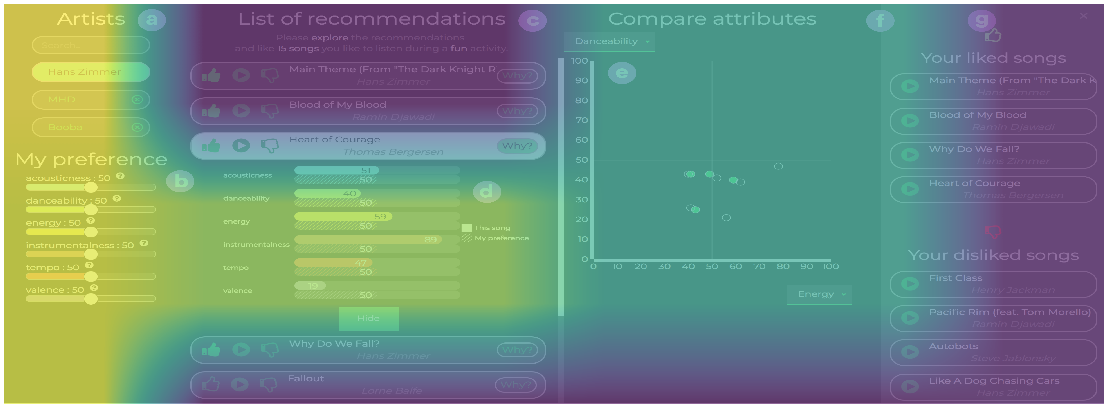 Artists
a
Search...
Hans Zimmer
MHD
Booba
My preference
b
acousticness : 50 ?
danceability : 50 ?
energy : 50 ?
instrumentalness : 50 ?
tempo : 50 ?
valence : 50 ?
List of recommendations
c
Please explore the recommendations
and like 15 songs you like to listen during a fun activity.
Main Theme (From "The Dark Knight R
Hans Zimmer
Why?
Blood of My Blood
Ramin Djawadi
Why?
Heart of Courage
Thomas Bergersen
Why?
acousticness 51
50
danceability 40
50
energy 59
50
instrumentalness 89
50
tempo 47
50
valence 19
50
d
This song
My preference
Hide
Why Do We Fall?
Hans Zimmer
Why?
Fallout
Lorne Balfe
Why?
Compare attributes
f
Danceability
e
100
90
80
70
60
50
40
30
20
10
0
0 10 20 30 40 50 60 70 80 90 100
Energy
g
×
Your liked songs
Main Theme (From "The Dark K
Hans Zimmer
Blood of My Blood
Ramin Djawadi
Why Do We Fall?
Hans Zimmer
Heart of Courage
Thomas Bergersen
Your disliked songs
First Class
Henry Jackman
Pacific Rim (feat. Tom Morello)
Ramin Djawadi
Autobots
Steve Jablonsky
Like A Dog Chasing Cars
Hans Zimmer